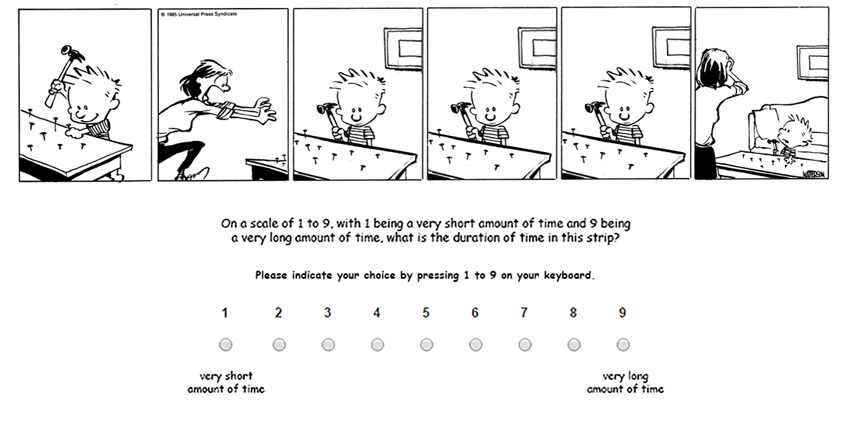 © 1985 Universal Press Syndicate
WATTERSON
On a scale of 1 to 9, with 1 being a very short amount of time and 9 being
a very long amount of time, what is the duration of time in this strip?
Please indicate your choice by pressing 1 to 9 on your keyboard.
1 2 3 4 5 6 7 8 9
very short
amount of time
very long
amount of time